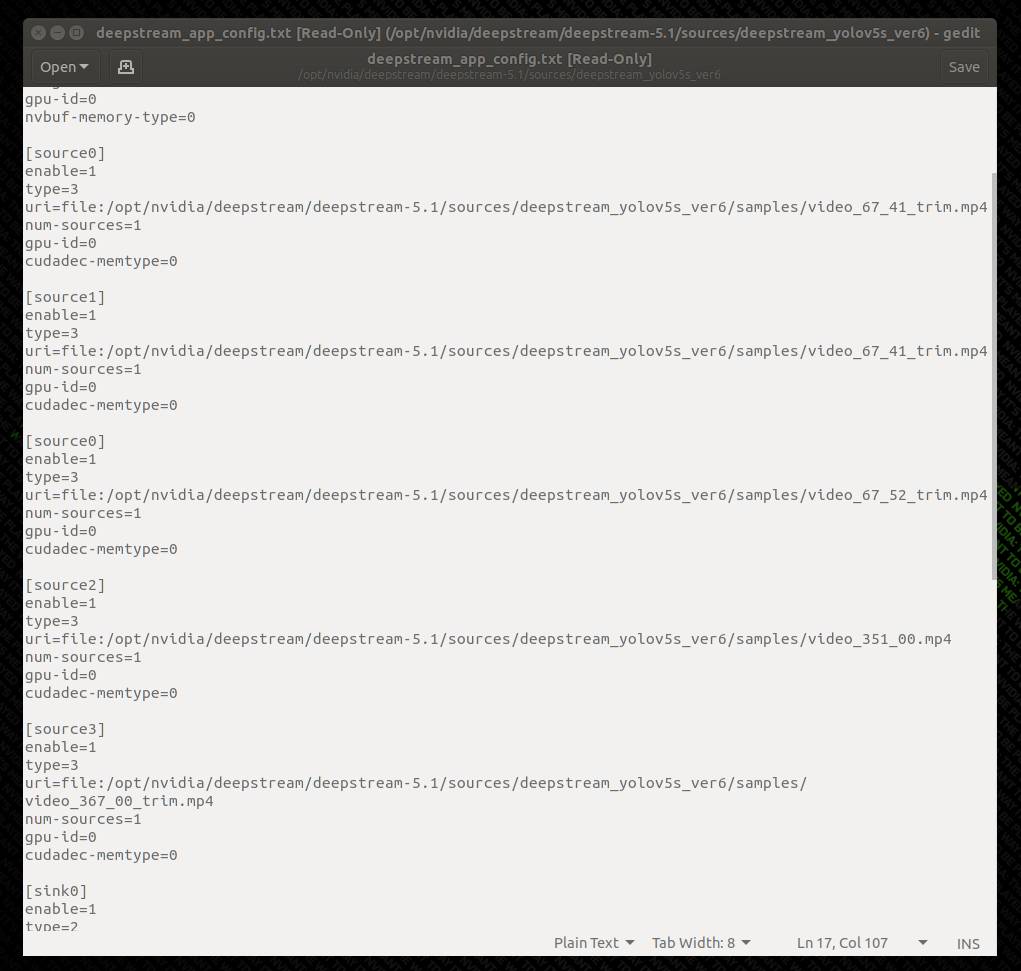 deepstream_app_config.txt [Read-Only] (/opt/nvidia/deepstream/deepstream-5.1/sources/deepstream_yolov5s_ver6) - gedit
Open
deepstream_app_config.txt [Read-Only]
/opt/nvidia/deepstream/deepstream-5.1/sources/deepstream_yolov5s_ver6
Save
gpu-id=0
nvbuf-memory-type=0
[source0]
enable=1
type=3
uri=file:/opt/nvidia/deepstream/deepstream-5.1/sources/deepstream_yolov5s_ver6/samples/video_67_41_trim.mp4
num-sources=1
gpu-id=0
cudadec-memtype=0
[source1]
enable=1
type=3
uri=file:/opt/nvidia/deepstream/deepstream-5.1/sources/deepstream_yolov5s_ver6/samples/video_67_41_trim.mp4
num-sources=1
gpu-id=0
cudadec-memtype=0
[source0]
enable=1
type=3
uri=file:/opt/nvidia/deepstream/deepstream-5.1/sources/deepstream_yolov5s_ver6/samples/video_67_52_trim.mp4
num-sources=1
gpu-id=0
cudadec-memtype=0
[source2]
enable=1
type=3
uri=file:/opt/nvidia/deepstream/deepstream-5.1/sources/deepstream_yolov5s_ver6/samples/video_351_00.mp4
num-sources=1
gpu-id=0
cudadec-memtype=0
[source3]
enable=1
type=3
uri=file:/opt/nvidia/deepstream/deepstream-5.1/sources/deepstream_yolov5s_ver6/samples/
video_367_00_trim.mp4
num-sources=1
gpu-id=0
cudadec-memtype=0
[sink0]
enable=1
type=2
Plain Text Tab Width: 8 Ln 17, Col 107 INS